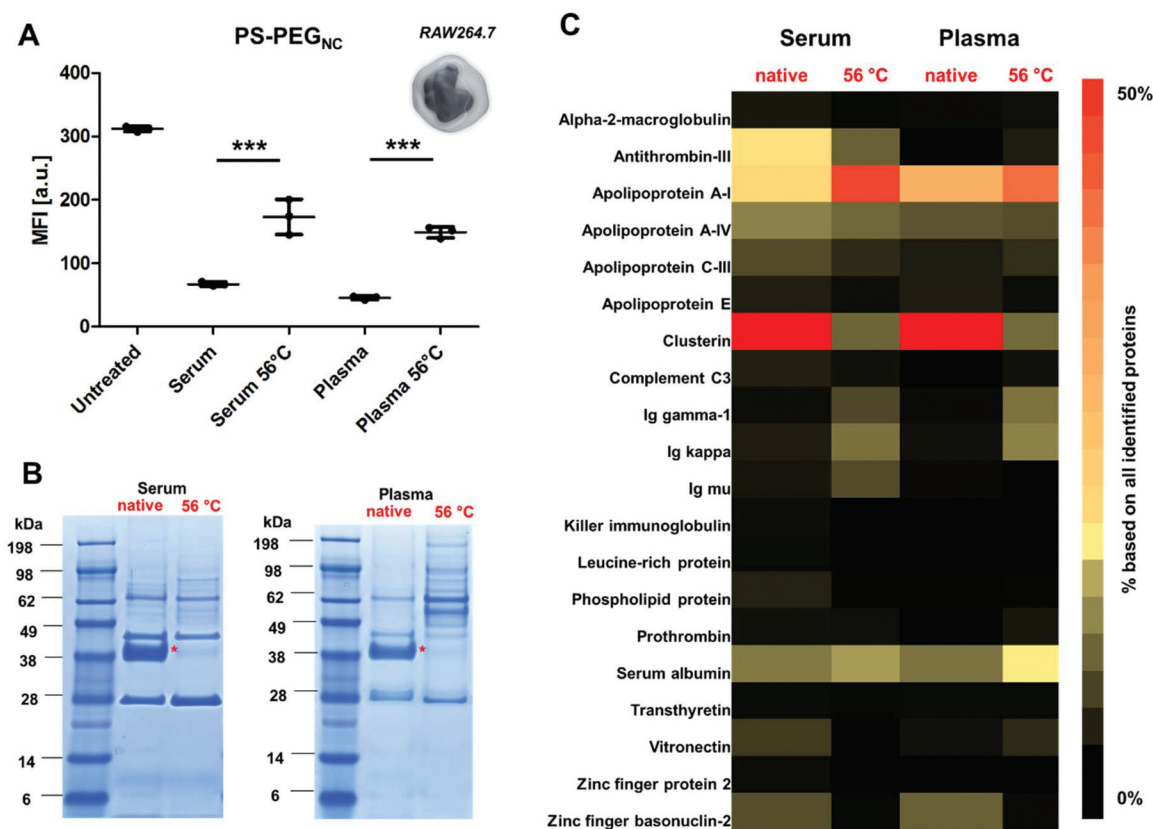 A
PS-PEGNC
RAW264.7
MFI [a.u.]
400
300
200
100
0
***
***
Untreated
Serum
Serum 56°C
Plasma
Plasma 56°C
B
Serum
native 56 °C
kDa
198
98
62
49
38
28
14
6
*
Plasma
native 56 °C
kDa
198
98
62
49
38
28
14
6
*
C
Serum Plasma
native 56 °C native 56 °C
Alpha-2-macroglobulin
Antithrombin-III
Apolipoprotein A-I
Apolipoprotein A-IV
Apolipoprotein C-III
Apolipoprotein E
Clusterin
Complement C3
Ig gamma-1
Ig kappa
Ig mu
Killer immunoglobulin
Leucine-rich protein
Phospholipid protein
Prothrombin
Serum albumin
Transthyretin
Vitronectin
Zinc finger protein 2
Zinc finger basonuclin-2
50%
% based on all identified proteins
0%